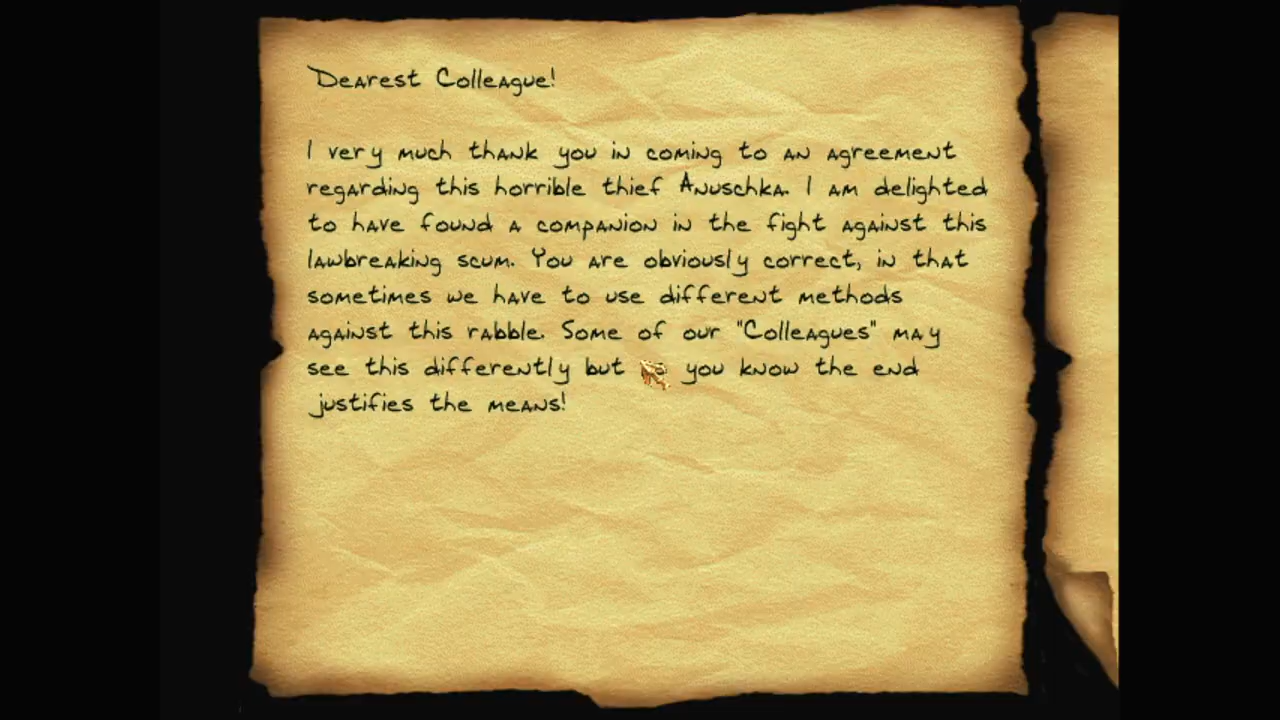 Dearest Colleague!
I very much thank you in coming to an agreement
regarding this horrible thief Anuschka. I am delighted
to have found a companion in the fight against this
lawbreaking scum. You are obviously correct, in that
sometimes we have to use different methods
against this rabble. Some of our "Colleagues" may
see this differently but you know the end
justifies the means!